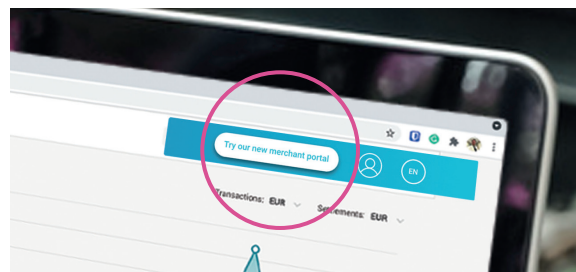 Try our new merchant portal
EN
Transactions: EUR
Settlements: EUR